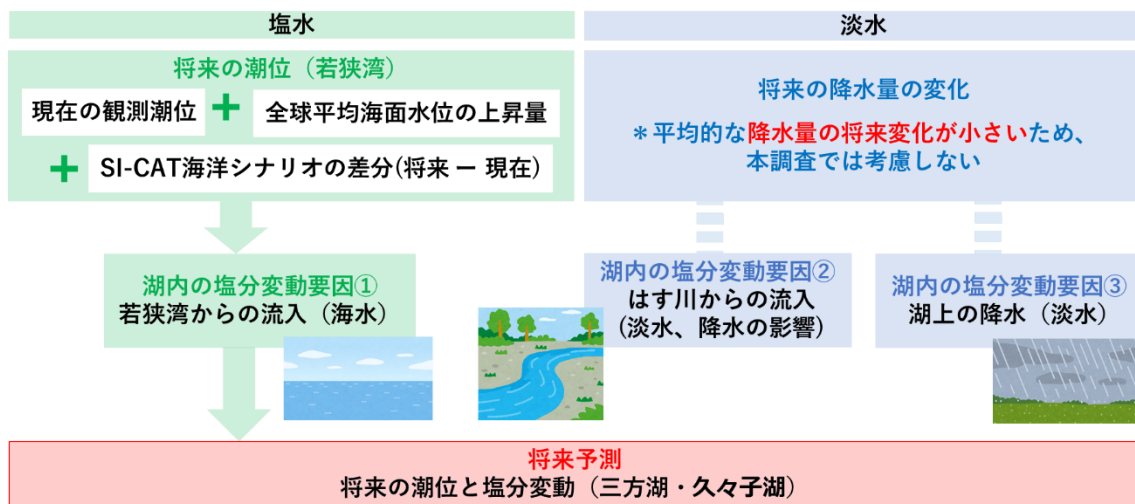 塩水
将来の潮位（若狭湾）
現在の観測潮位
+
全球平均海面水位の上昇量
+
SI-CAT海洋シナリオの差分(将来 ー 現在)
湖内の塩分変動要因①
若狭湾からの流入（海水）
淡水
将来の降水量の変化
＊平均的な降水量の将来変化が小さいため、
本調査では考慮しない
湖内の塩分変動要因②
はす川からの流入
(淡水、降水の影響)
湖内の塩分変動要因③
湖上の降水（淡水）
将来予測
将来の潮位と塩分変動（三方湖・久々子湖）